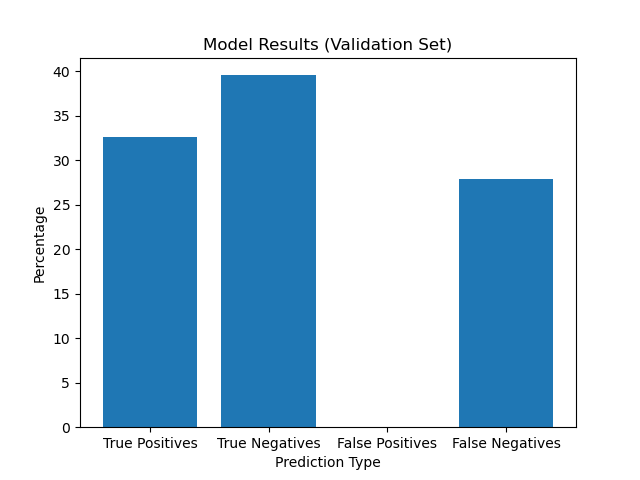 Model Results (Validation Set)
40
35
30
25
20
15
10
5
0
Percentage
True Positives True Negatives False Positives False Negatives
Prediction Type